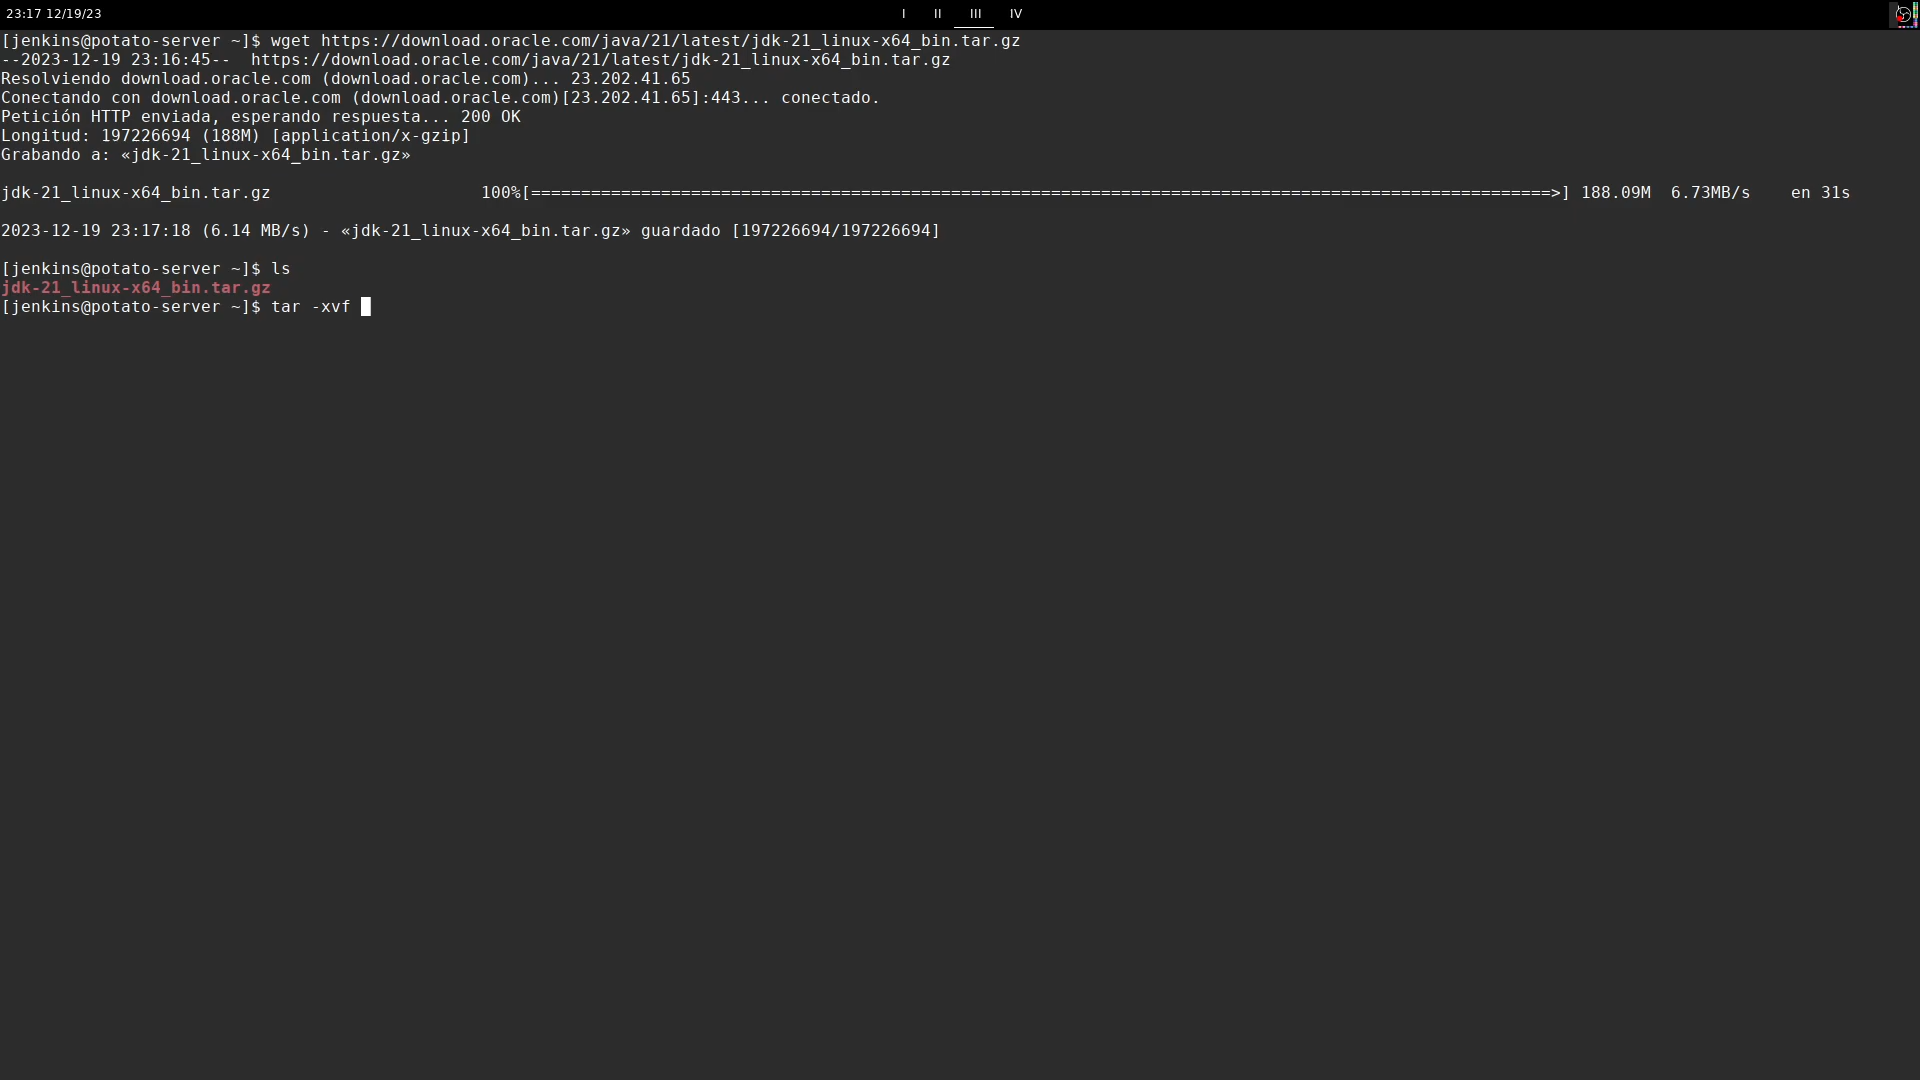 23:17 12/19/23 I II III IV
[jenkins@potato-server ~]$ wget https://download.oracle.com/java/21/latest/jdk-21_linux-x64_bin.tar.gz
--2023-12-19 23:16:45--  https://download.oracle.com/java/21/latest/jdk-21_linux-x64_bin.tar.gz
Resolviendo download.oracle.com (download.oracle.com)... 23.202.41.65
Conectando con download.oracle.com (download.oracle.com)[23.202.41.65]:443... conectado.
Petición HTTP enviada, esperando respuesta... 200 OK
Longitud: 197226694 (188M) [application/x-gzip]
Grabando a: «jdk-21_linux-x64_bin.tar.gz»
jdk-21_linux-x64_bin.tar.gz 100%[======================================================================================================>] 188.09M  6.73MB/s    en 31s
2023-12-19 23:17:18 (6.14 MB/s) - «jdk-21_linux-x64_bin.tar.gz» guardado [197226694/197226694]
[jenkins@potato-server ~]$ ls
jdk-21_linux-x64_bin.tar.gz
[jenkins@potato-server ~]$ tar -xvf